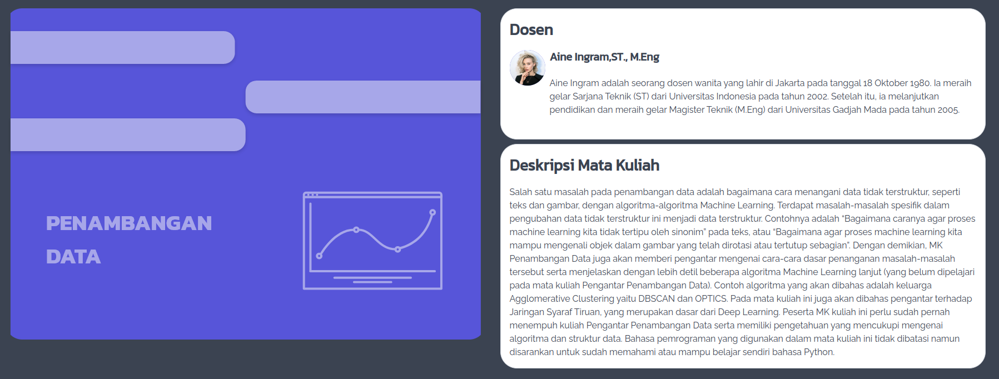 PENAMBANGAN
DATA
Dosen
Aine Ingram,ST., M.Eng
Aine Ingram adalah seorang dosen wanita yang lahir di Jakarta pada tanggal 18 Oktober 1980. Ia meraih
gelar Sarjana Teknik (ST) dari Universitas Indonesia pada tahun 2002. Setelah itu, ia melanjutkan
pendidikan dan meraih gelar Magister Teknik (M.Eng) dari Universitas Gadjah Mada pada tahun 2005.
Deskripsi Mata Kuliah
Salah satu masalah pada penambangan data adalah bagaimana cara menangani data tidak terstruktur, seperti
teks dan gambar, dengan algoritma-algoritma Machine Learning. Terdapat masalah-masalah spesifik dalam
pengubahan data tidak terstruktur ini menjadi data terstruktur. Contohnya adalah “Bagaimana caranya agar proses
machine learning kita tidak tertipu oleh sinonim” pada teks, atau “Bagaimana agar proses machine learning kita
mampu mengenali objek dalam gambar yang telah dirotasi atau tertutup sebagian”. Dengan demikian, MK
Penambangan Data juga akan memberi pengantar mengenai cara-cara dasar penanganan masalah-masalah
tersebut serta menjelaskan dengan lebih detil beberapa algoritma Machine Learning lanjut (yang belum dipelajari
pada mata kuliah Pengantar Penambangan Data). Contoh algoritma yang akan dibahas adalah keluarga
Agglomerative Clustering yaitu DBSCAN dan OPTICS. Pada mata kuliah ini juga akan dibahas pengantar terhadap
Jaringan Syaraf Tiruan, yang merupakan dasar dari Deep Learning. Peserta MK kuliah ini perlu sudah pernah
menempuh kuliah Pengantar Penambangan Data serta memiliki pengetahuan yang mencukupi mengenai
algoritma dan struktur data. Bahasa pemrograman yang digunakan dalam mata kuliah ini tidak dibatasi namun
disarankan untuk sudah memahami atau mampu belajar sendiri bahasa Python.